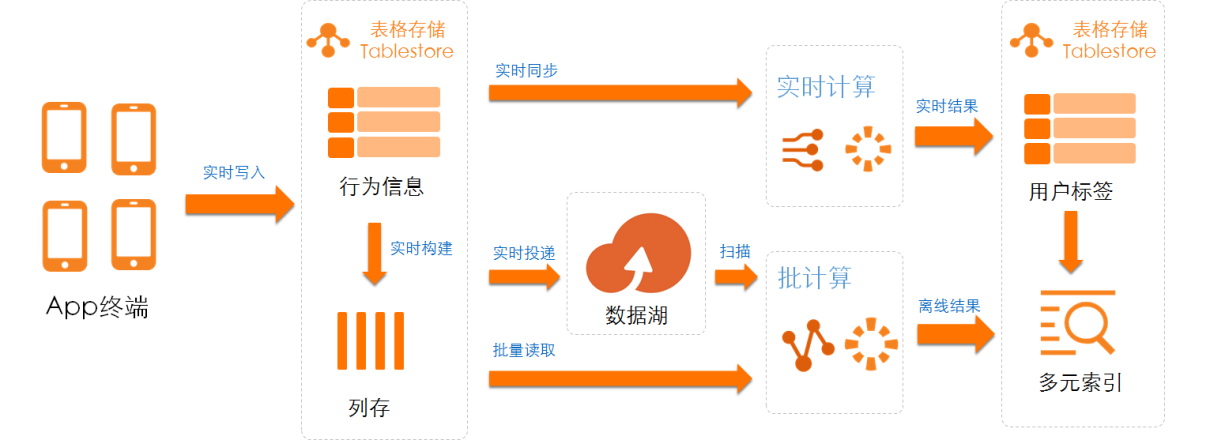 App终端
实时写入
表格存储
Tablestore
行为信息
实时构建
列存
实时同步
实时投递
数据湖
扫描
批量读取
实时计算
批计算
实时结果
离线结果
表格存储
Tablestore
用户标签
多元索引